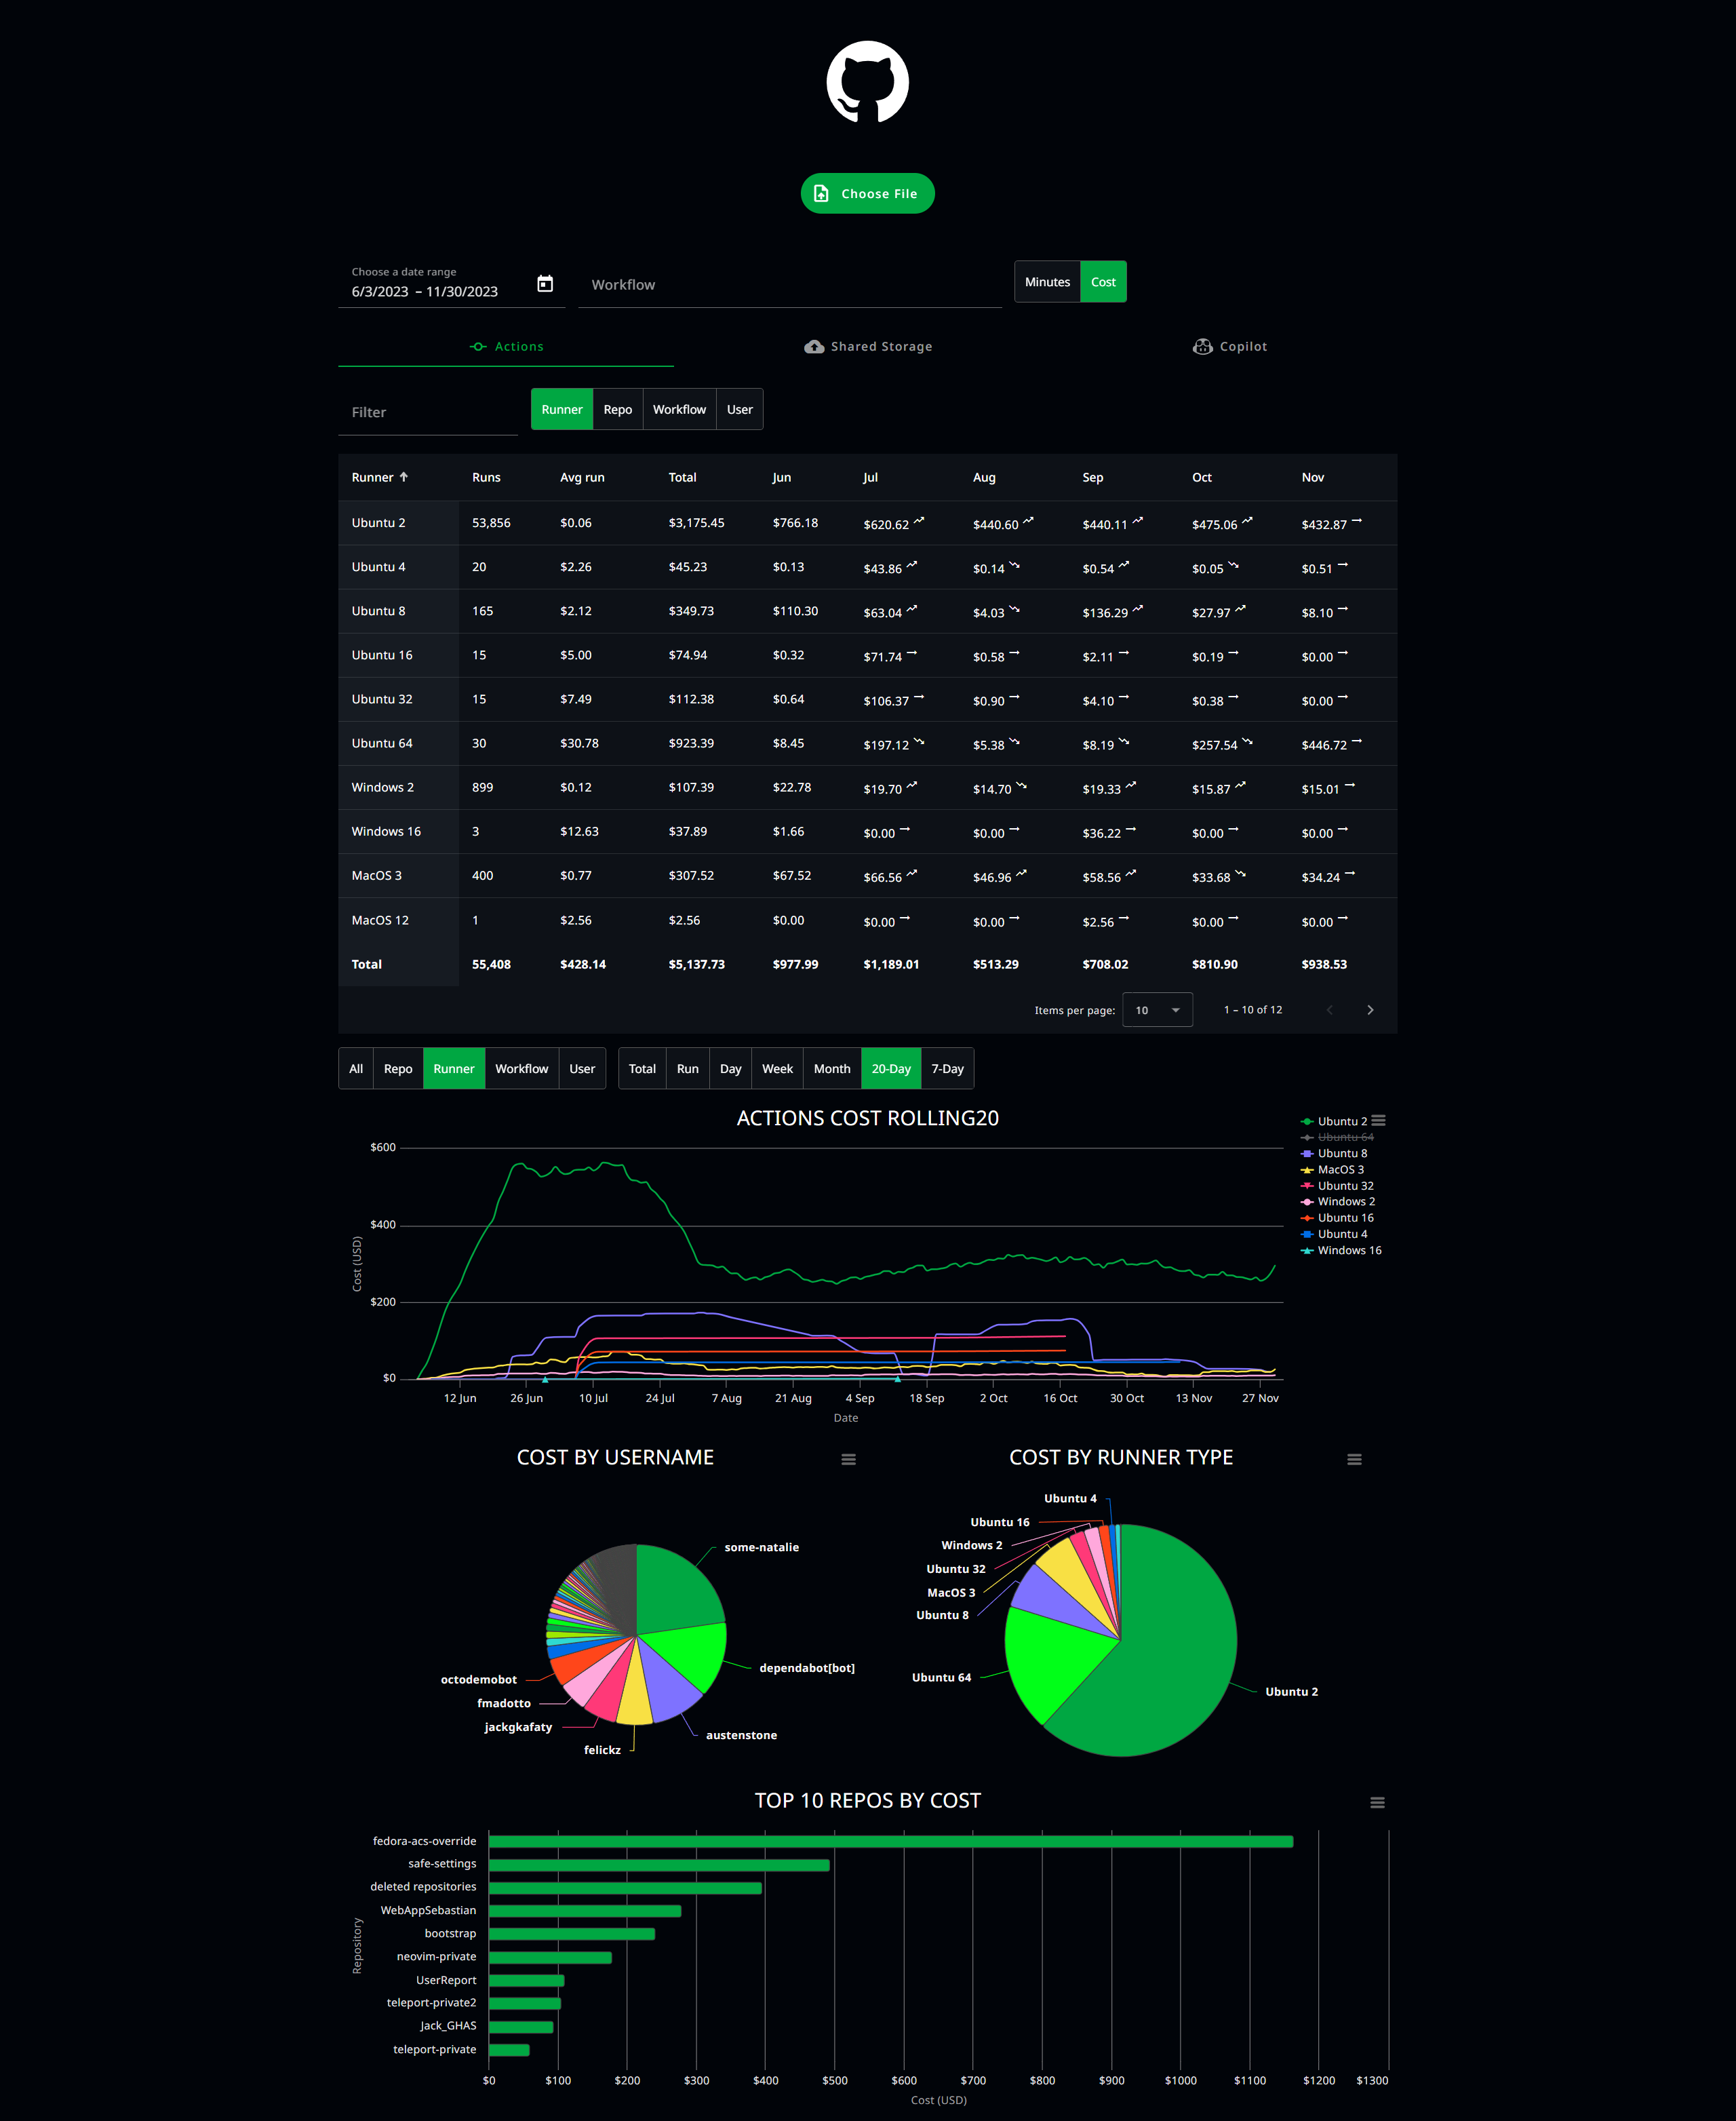 Choose File
Choose a date range
6/3/2023 – 11/30/2023
Workflow
Minutes Cost
Actions Shared Storage Copilot
Filter
Runner Repo Workflow User
Runner Runs Avg run Total Jun Jul Aug Sep Oct Nov
Ubuntu 2 53,856 $0.06 $3,175.45 $766.18 $620.62 $440.60 $440.11 $475.06 $432.87
Ubuntu 4 20 $2.26 $45.23 $0.13 $43.86 $0.14 $0.54 $0.05 $0.51
Ubuntu 8 165 $2.12 $349.73 $110.30 $63.04 $4.03 $136.29 $27.97 $8.10
Ubuntu 16 15 $5.00 $74.94 $0.32 $71.74 $0.58 $2.11 $0.19 $0.00
Ubuntu 32 15 $7.49 $112.38 $0.64 $106.37 $0.90 $4.10 $0.38 $0.00
Ubuntu 64 30 $30.78 $923.39 $8.45 $197.12 $5.38 $8.19 $257.54 $446.72
Windows 2 899 $0.12 $107.39 $22.78 $19.70 $14.70 $19.33 $15.87 $15.01
Windows 16 3 $12.63 $37.89 $1.66 $0.00 $0.00 $36.22 $0.00 $0.00
MacOS 3 400 $0.77 $307.52 $67.52 $66.56 $46.96 $58.56 $33.68 $34.24
MacOS 12 1 $2.56 $2.56 $0.00 $0.00 $0.00 $2.56 $0.00 $0.00
Total 55,408 $428.14 $5,137.73 $977.99 $1,189.01 $513.29 $708.02 $810.90 $938.53
Items per page: 10 1 – 10 of 12
All Repo Runner Workflow User Total Run Day Week Month 20-Day 7-Day
ACTIONS COST ROLLING20
Ubuntu 2
Ubuntu 64
Ubuntu 8
MacOS 3
Ubuntu 32
Windows 2
Ubuntu 16
Ubuntu 4
Windows 16
$600
$400
$200
$0
Cost (USD)
12 Jun 26 Jun 10 Jul 24 Jul 7 Aug 21 Aug 4 Sep 18 Sep 2 Oct 16 Oct 30 Oct 13 Nov 27 Nov
Date
COST BY USERNAME
some-natalie
dependabot[bot]
austenstone
felickz
jackgkafaty
fmadotto
octodemobot
COST BY RUNNER TYPE
Ubuntu 4
Ubuntu 16
Windows 2
Ubuntu 32
MacOS 3
Ubuntu 8
Ubuntu 64
Ubuntu 2
TOP 10 REPOS BY COST
Repository
fedora-acs-override
safe-settings
deleted repositories
WebAppSebastian
bootstrap
neovim-private
UserReport
teleport-private2
Jack_GHAS
teleport-private
$0 $100 $200 $300 $400 $500 $600 $700 $800 $900 $1000 $1100 $1200 $1300
Cost (USD)